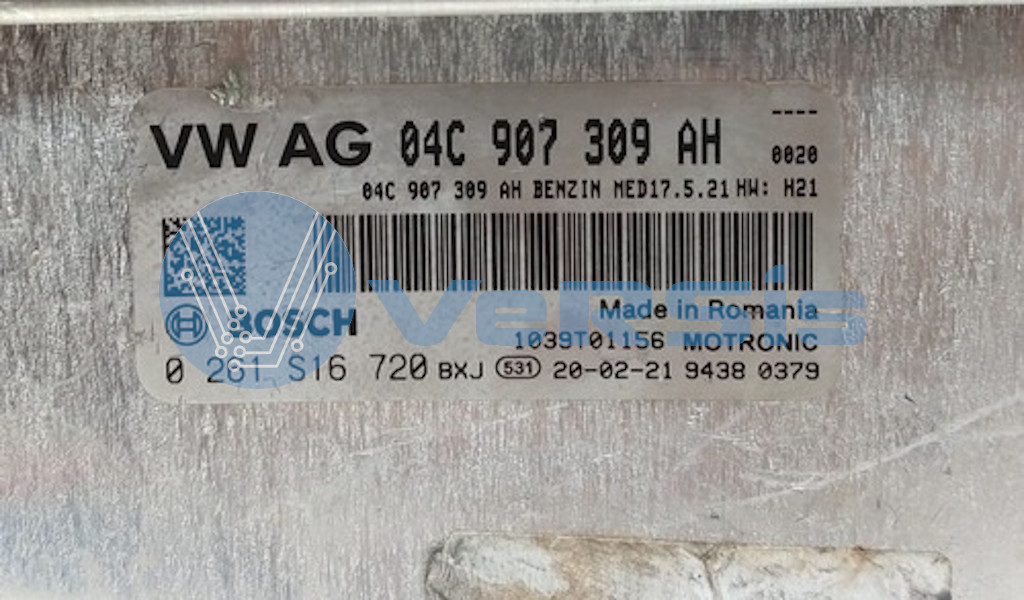 ----
VW AG 04C 907 309 AH 0020
04C 907 309 AH BENZIN MED17.5.21 HW: H21
versis
Made in Romania
BOSCH 1039T01156 MOTRONIC
0 261 S16 720 BXJ 531 20-02-21 9438 0379